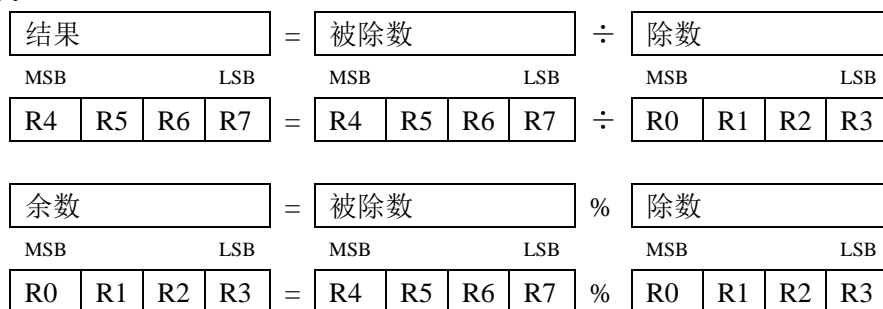 结果 = 被除数 ÷ 除数
MSB LSB MSB LSB MSB LSB
R4 R5 R6 R7 = R4 R5 R6 R7 ÷ R0 R1 R2 R3
余数 = 被除数 % 除数
MSB LSB MSB LSB MSB LSB
R0 R1 R2 R3 = R4 R5 R6 R7 % R0 R1 R2 R3